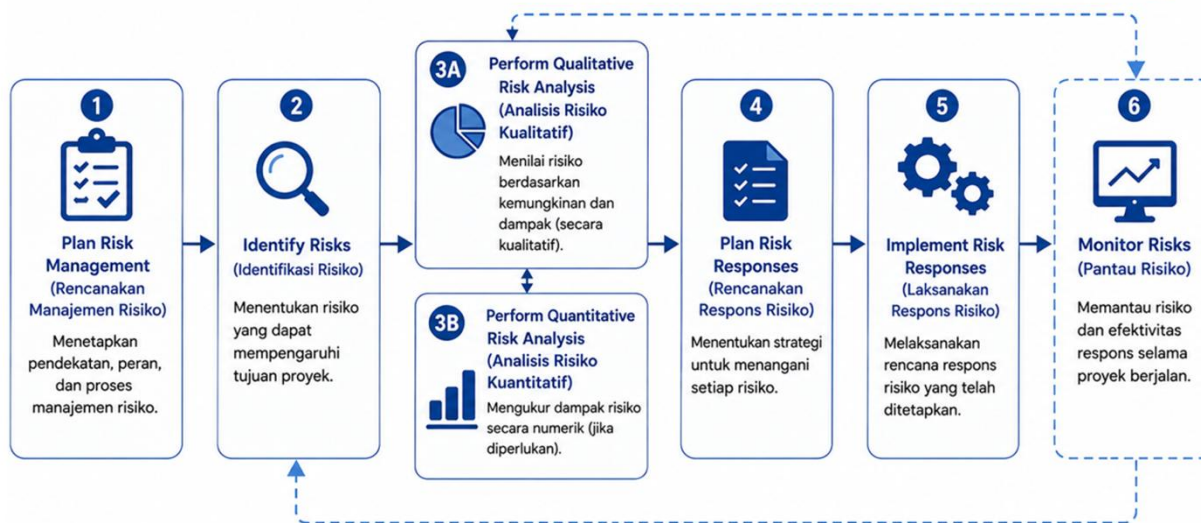 1
Plan Risk
Management
(Rencanakan
Manajemen Risiko)
Menetapkan
pendekatan, peran,
dan proses
manajemen risiko.
2
Identify Risks
(Identifikasi Risiko)
Menentukan risiko
yang dapat
mempengaruhi
tujuan proyek.
3A
Perform Qualitative
Risk Analysis
(Analisis Risiko
Kualitatif)
Menilai risiko
berdasarkan
kemungkinan dan
dampak (secara
kualitatif).
3B
Perform Quantitative
Risk Analysis
(Analisis Risiko
Kuantitatif)
Mengukur dampak risiko
secara numerik (jika
diperlukan).
4
Plan Risk
Responses
(Rencanakan
Respons Risiko)
Menentukan strategi
untuk menangani
setiap risiko.
5
Implement Risk
Responses
(Laksanakan
Respons Risiko)
Melaksanakan
rencana respons
risiko yang telah
ditetapkan.
6
Monitor Risks
(Pantau Risiko)
Memantau risiko
dan efektivitas
respons selama
proyek berjalan.